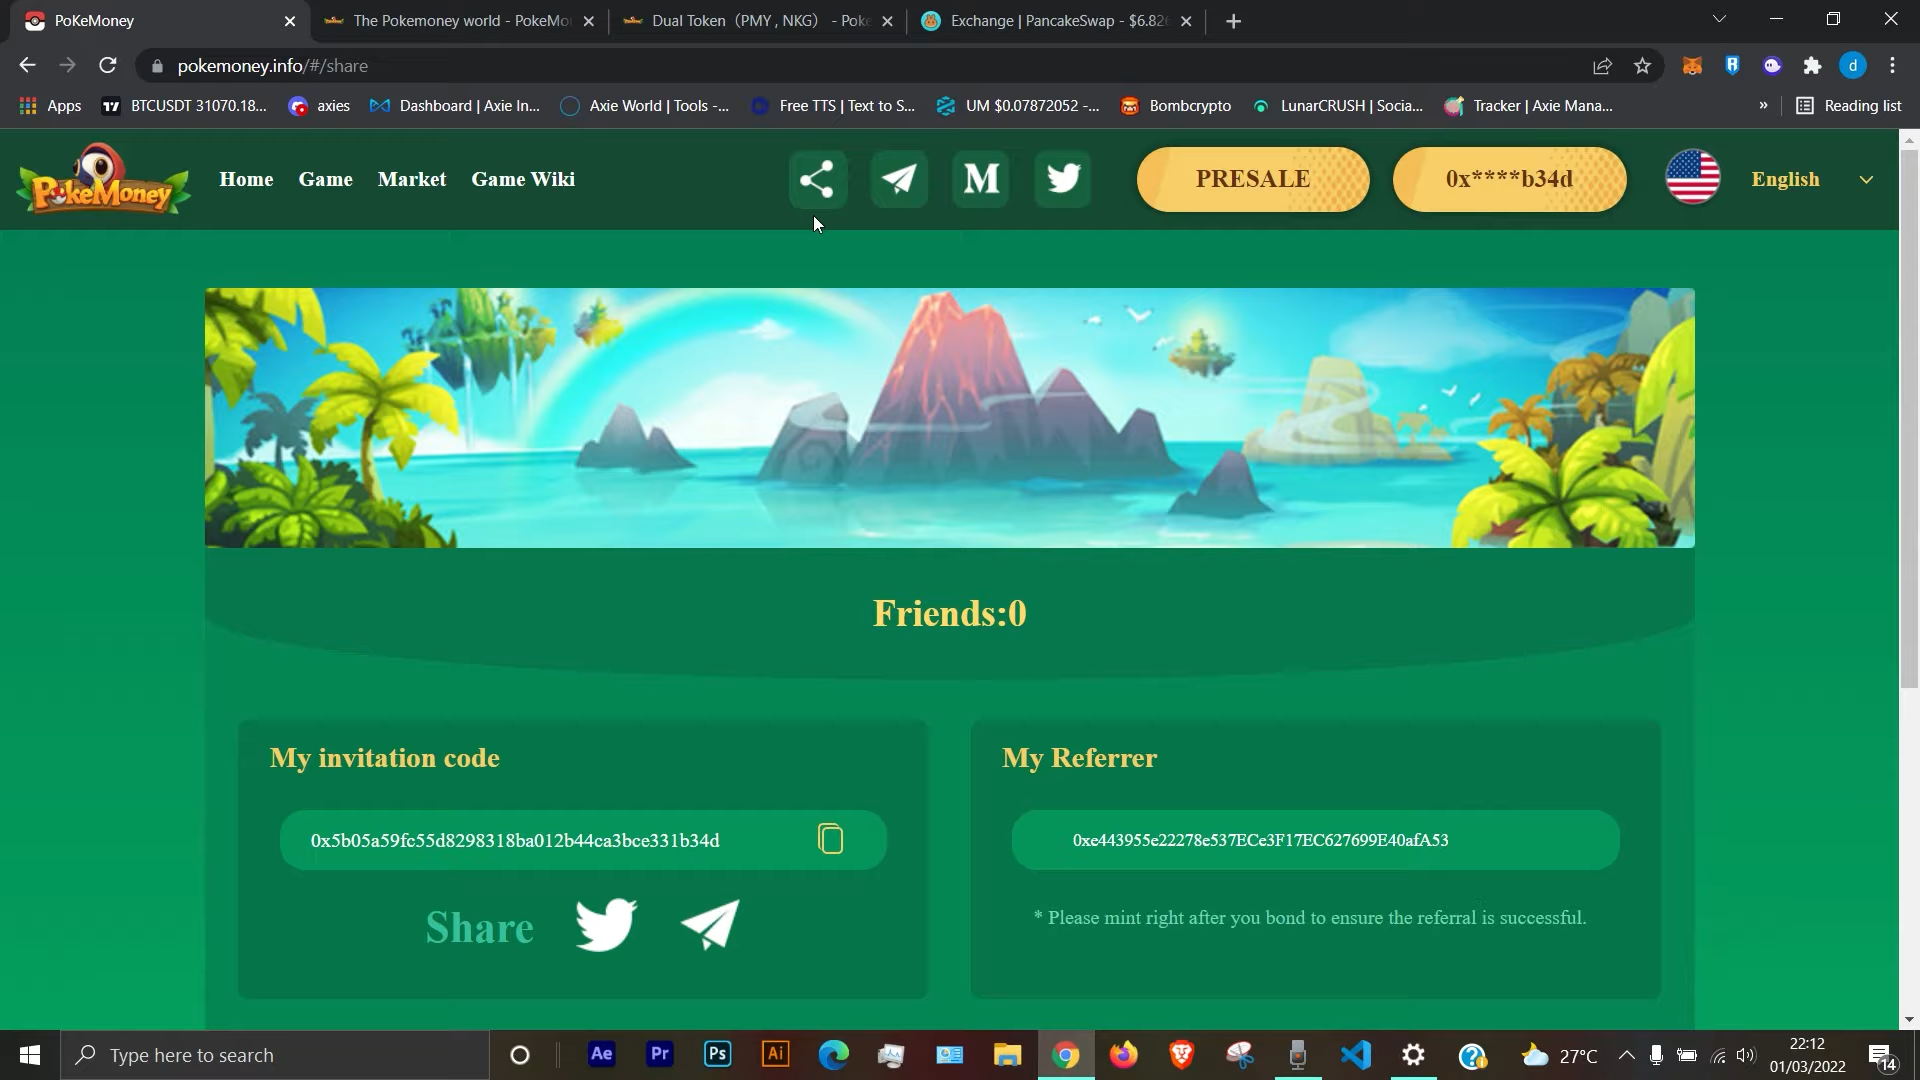 PoKeMoney
The Pokemoney world - PokeMo
Dual Token（PMY , NKG） - Poke
Exchange | PancakeSwap - $6.826
pokemoney.info/#/share
d
Apps
BTCUSDT 31070.18...
axies
Dashboard | Axie In...
Axie World | Tools -...
Free TTS | Text to S...
UM $0.07872052 -...
Bombcrypto
LunarCRUSH | Socia...
Tracker | Axie Mana...
»
Reading list
PokeMoney
Home
Game
Market
Game Wiki
M
PRESALE
0x****b34d
English
Friends:0
My invitation code
0x5b05a59fc55d8298318ba012b44ca3bce331b34d
Share
My Referrer
0xe443955e22278e537ECe3F17EC627699E40afA53
* Please mint right after you bond to ensure the referral is successful.
Type here to search
Ae
Pr
Ps
Ai
27°C
22:12
01/03/2022
14